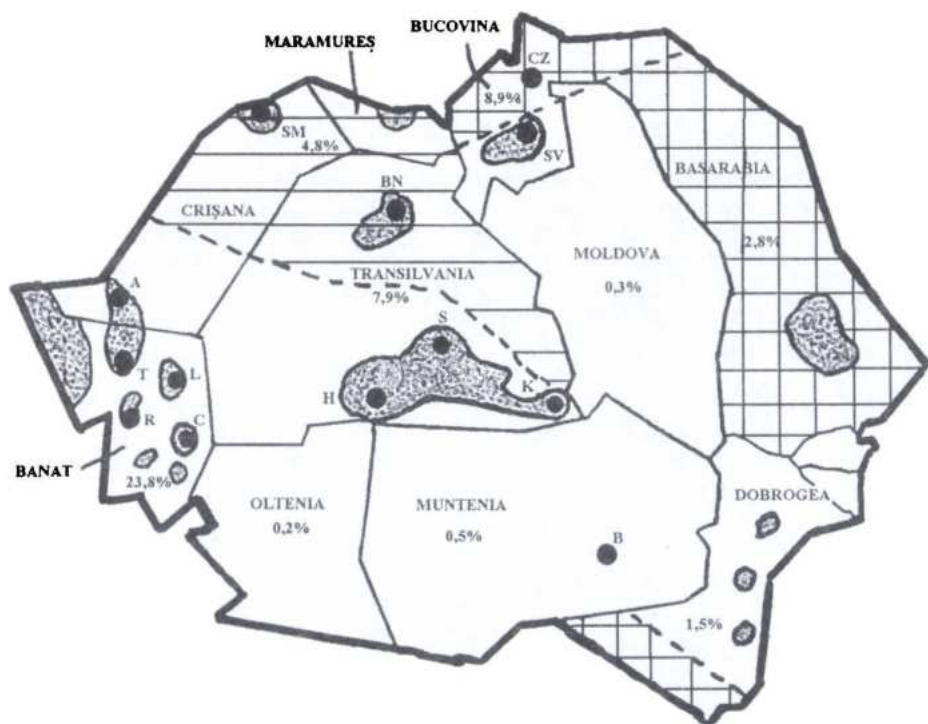 BUCOVINA
MARAMUREȘ
CZ
8,9%
SM
4,8%
SV
BASARABIA
BN
CRIȘANA
2,8%
MOLDOVA
TRANSILVANIA
0,3%
7,9%
A
S
T
L
K
H
R
C
BANAT
23,8%
OLTENIA
MUNTENIA
DOBROGEA
0,2%
0,5%
B
1,5%